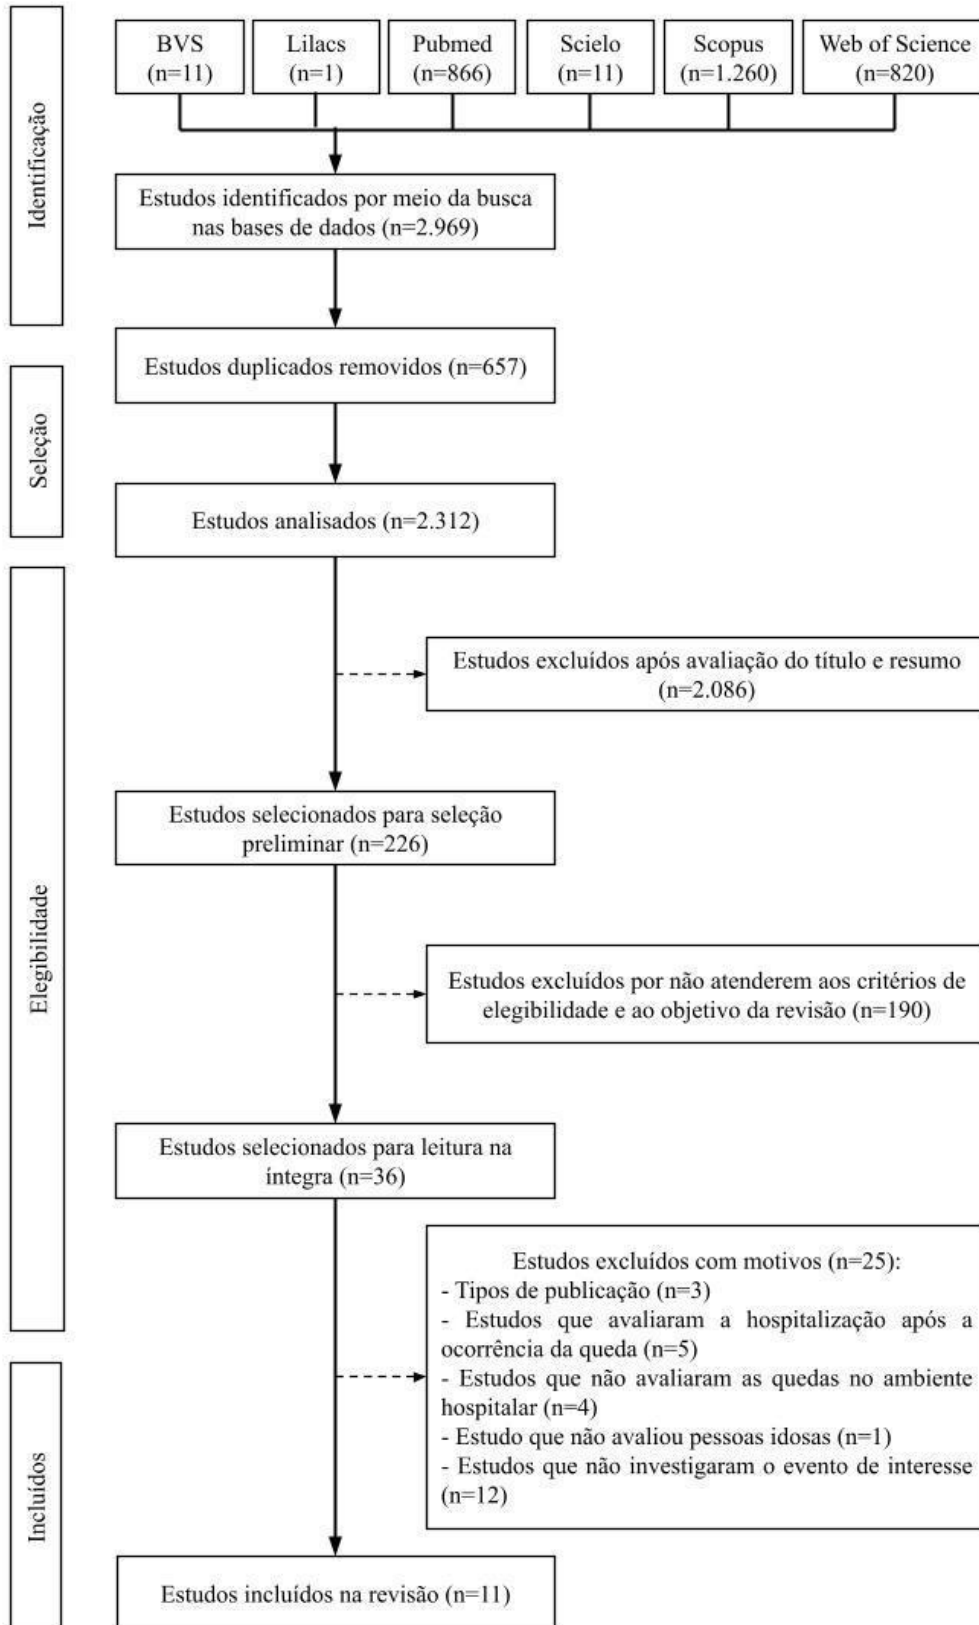 Identificação
BVS
(n=11)
Lilacs
(n=1)
Pubmed
(n=866)
Scielo
(n=11)
Scopus
(n=1.260)
Web of Science
(n=820)
Estudos identificados por meio da busca
nas bases de dados (n=2.969)
Estudos duplicados removidos (n=657)
Seleção
Estudos analisados (n=2.312)
Elegibilidade
Estudos excluídos após avaliação do título e resumo
(n=2.086)
Estudos selecionados para seleção
preliminar (n=226)
Estudos excluídos por não atenderem aos critérios de
elegibilidade e ao objetivo da revisão (n=190)
Estudos selecionados para leitura na
íntegra (n=36)
Estudos excluídos com motivos (n=25):
- Tipos de publicação (n=3)
- Estudos que avaliaram a hospitalização após a
ocorrência da queda (n=5)
- Estudos que não avaliaram as quedas no ambiente
hospitalar (n=4)
- Estudo que não avaliou pessoas idosas (n=1)
- Estudos que não investigaram o evento de interesse
(n=12)
Incluídos
Estudos incluídos na revisão (n=11)